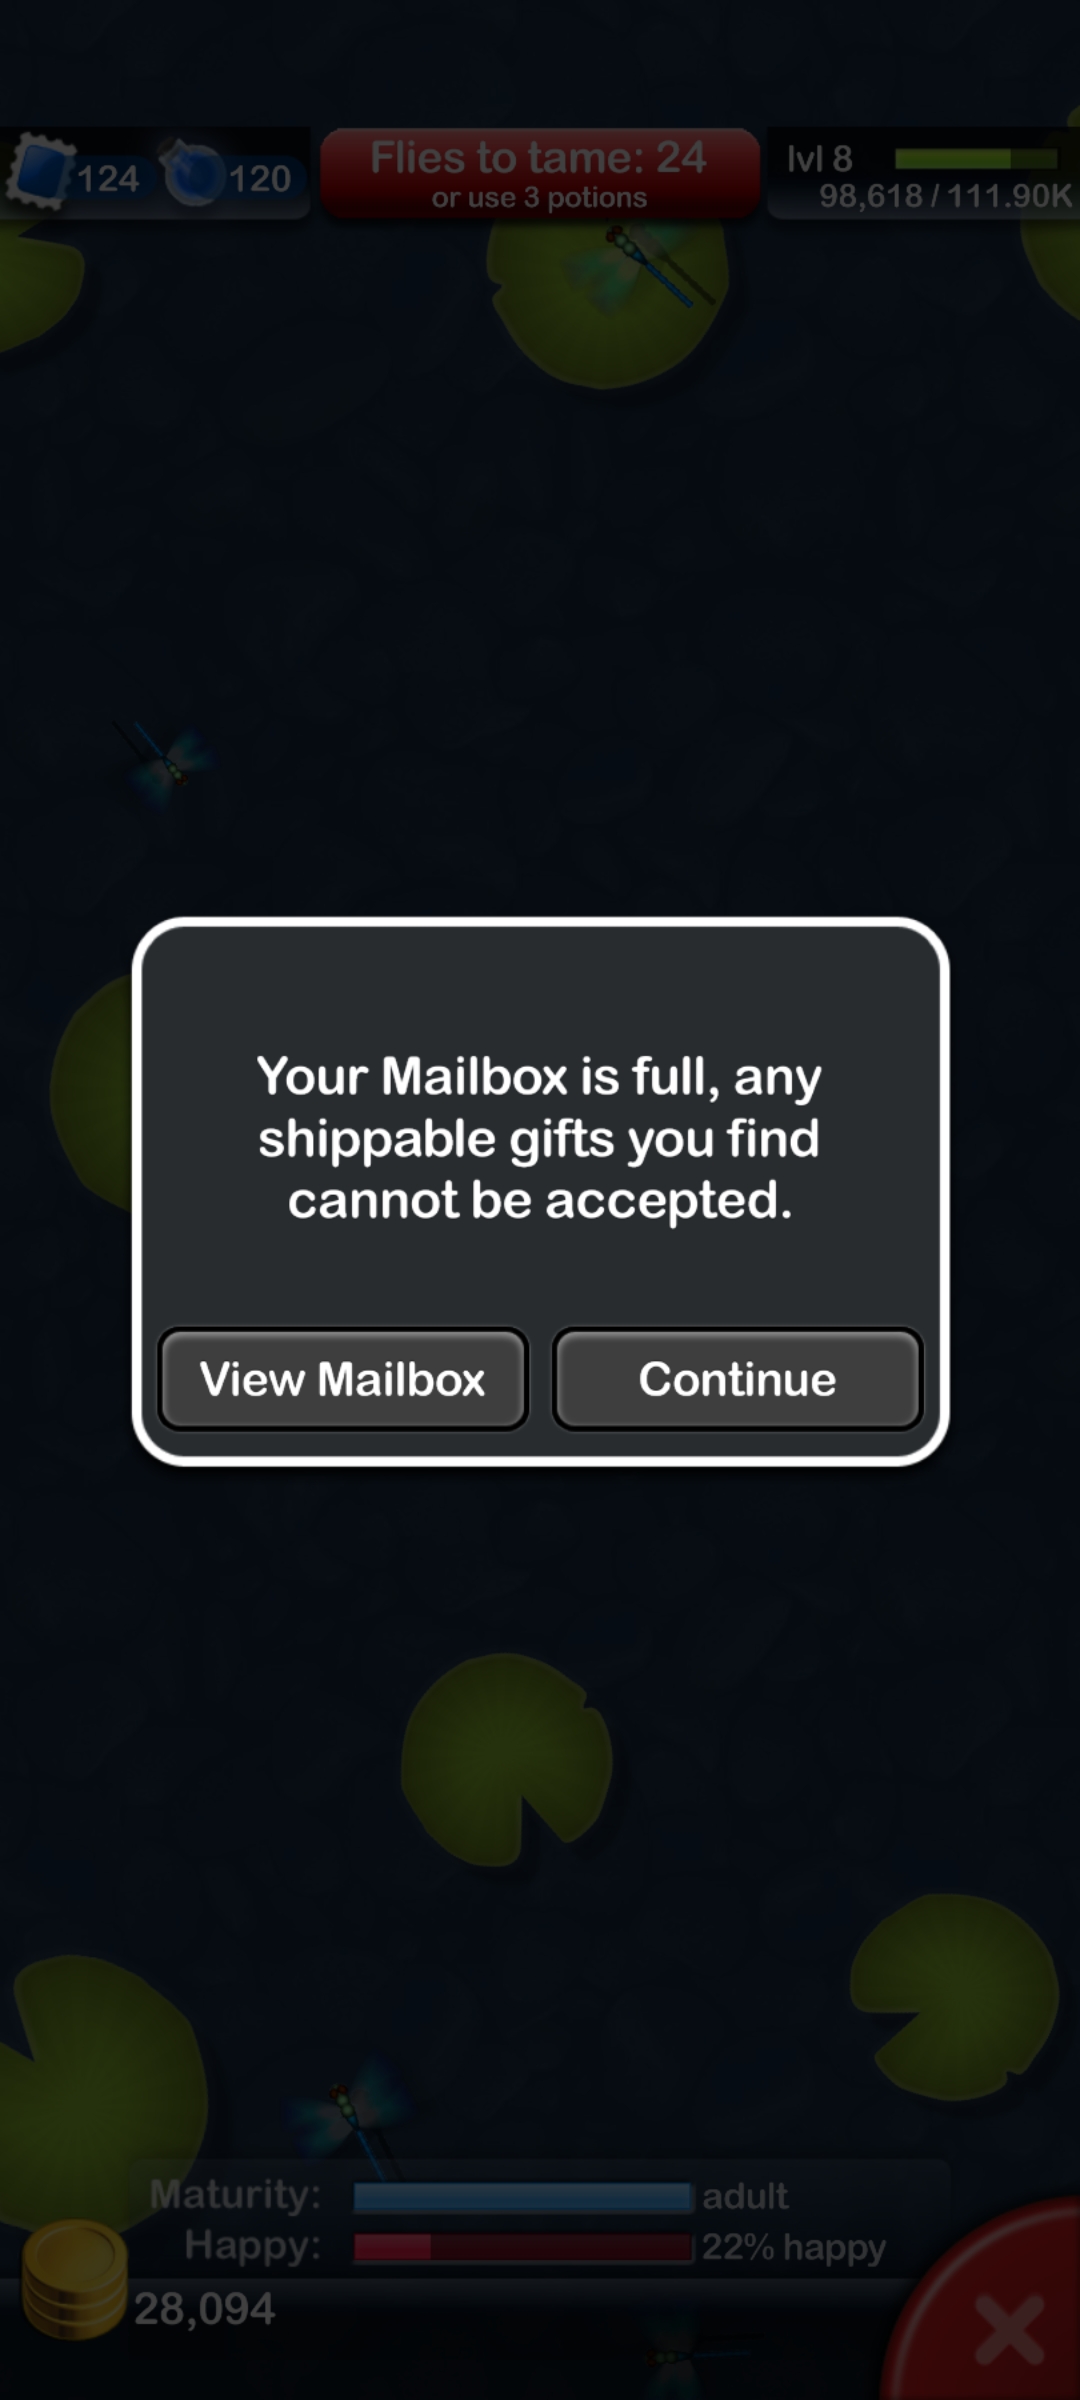 124
120
Flies to tame: 24
or use 3 potions
lvl 8
98,618 / 111.90K
Your Mailbox is full, any
shippable gifts you find
cannot be accepted.
View Mailbox
Continue
Maturity:
adult
Happy:
22% happy
28,094